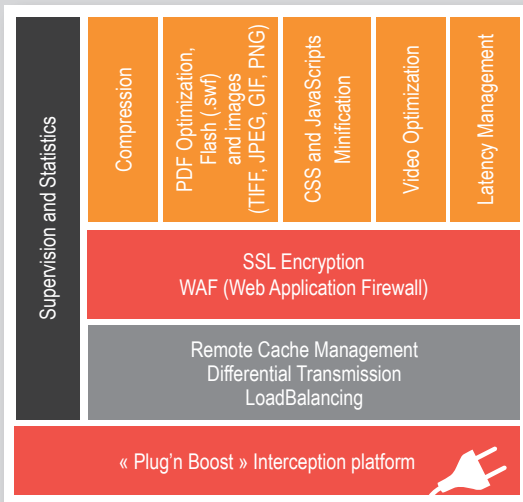 Supervision and Statistics
Compression
PDF Optimization,
Flash (.swf)
and images
(TIFF, JPEG, GIF, PNG)
CSS and JavaScripts
Minification
Video Optimization
Latency Management
SSL Encryption
WAF (Web Application Firewall)
Remote Cache Management
Differential Transmission
LoadBalancing
« Plug'n Boost » Interception platform